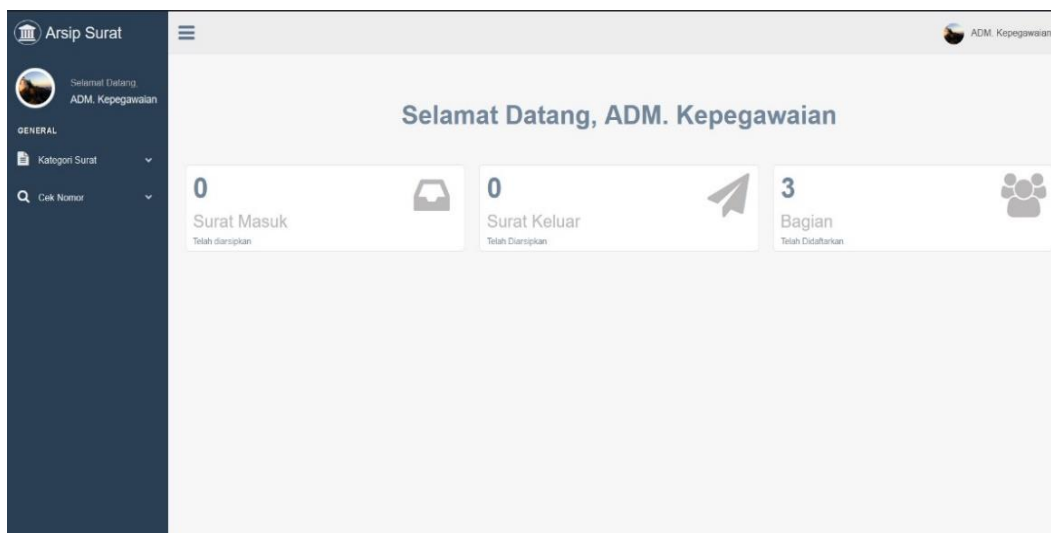 Arsip Surat
ADM. Kepegawaian
Selamat Datang,
ADM. Kepegawaian
GENERAL
Kategori Surat
Cek Nomor
Selamat Datang, ADM. Kepegawaian
0
Surat Masuk
Telah diarsipkan
0
Surat Keluar
Telah Diarsipkan
3
Bagian
Telah Didaftarkan